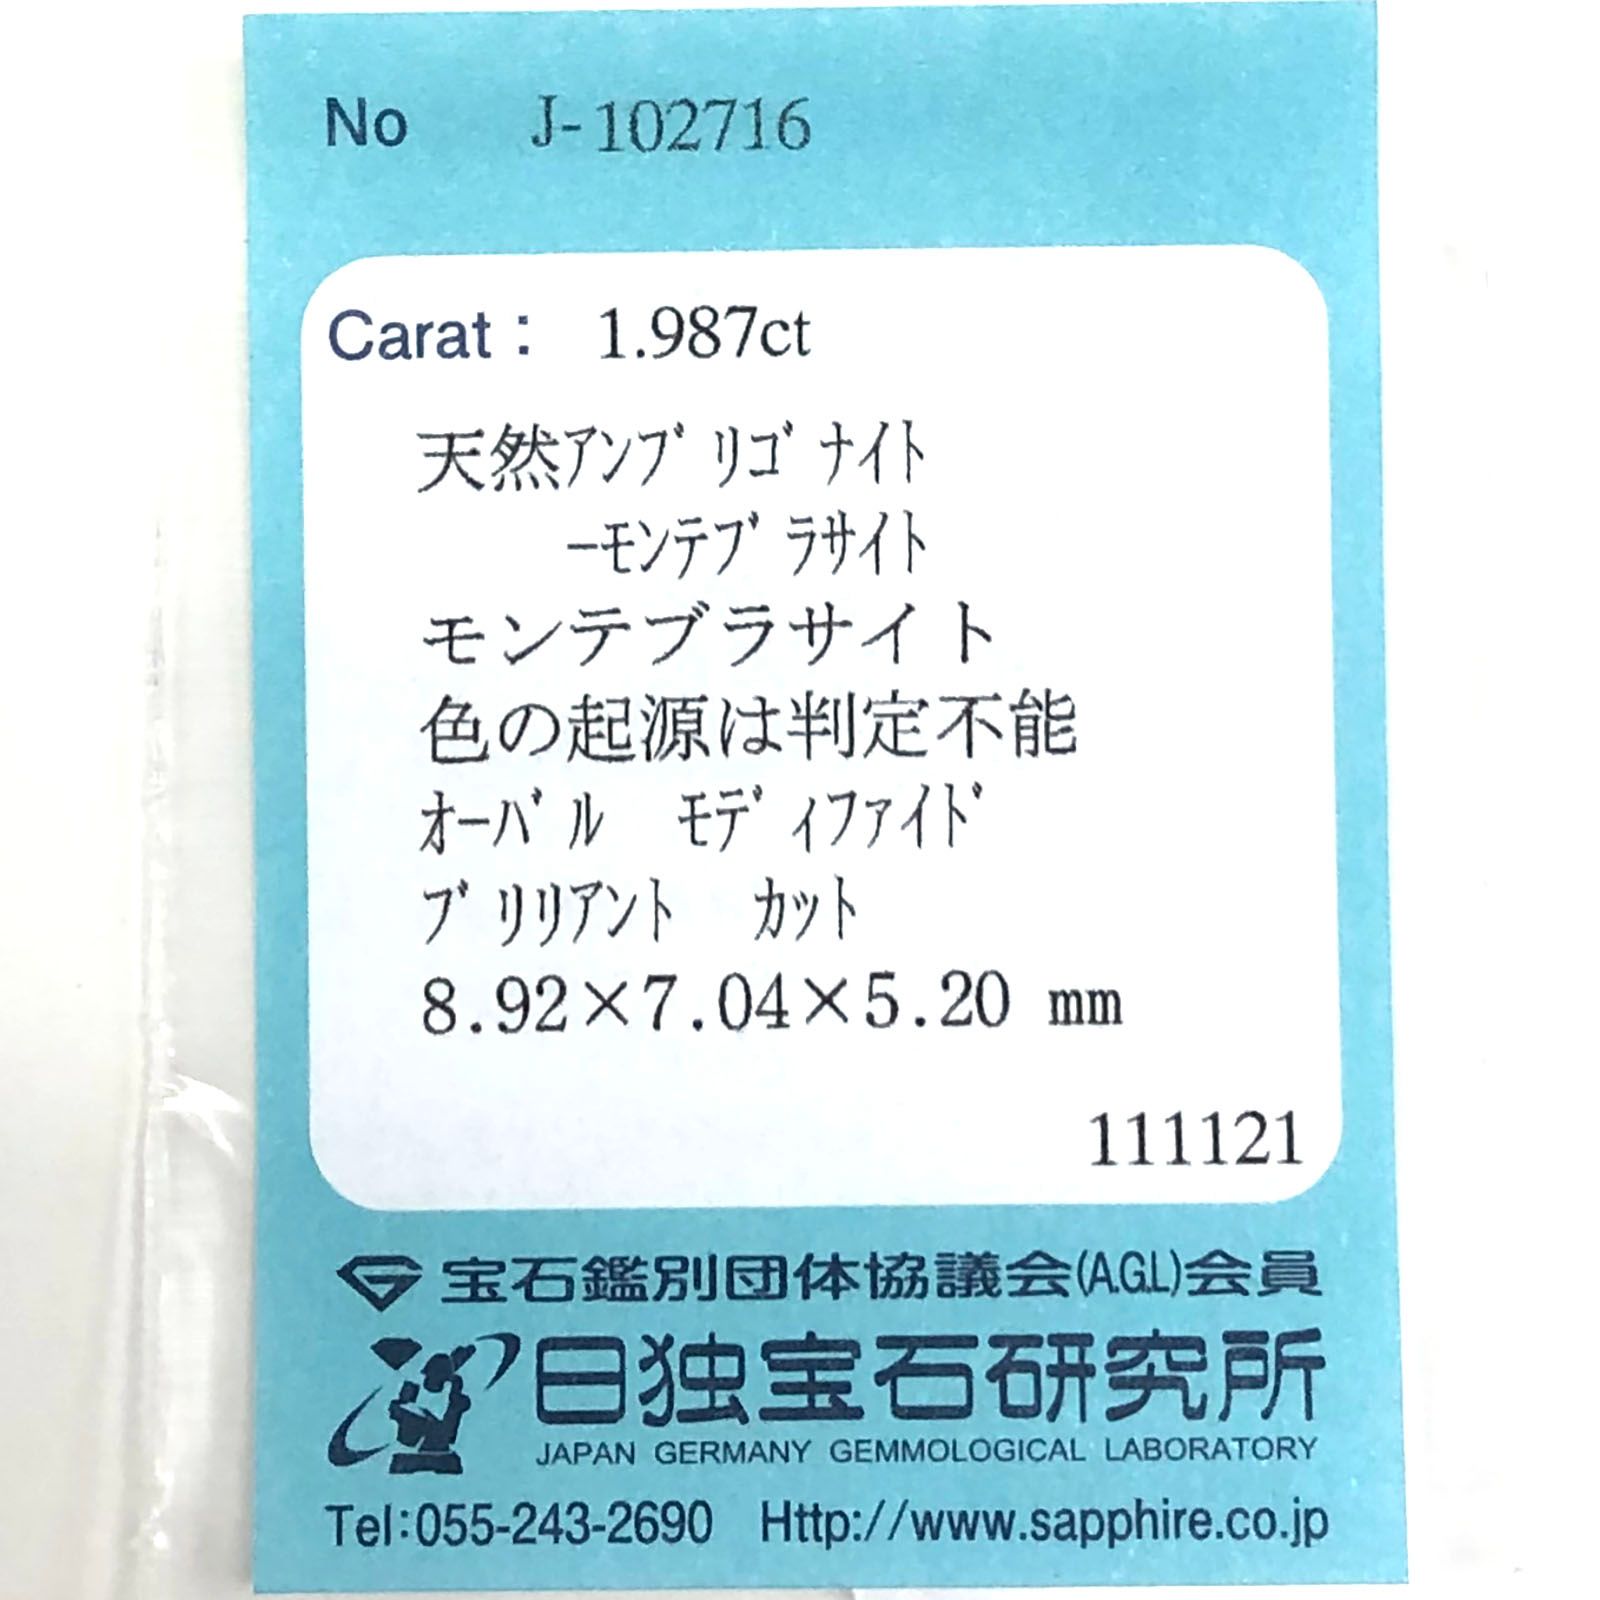 No J-102716
Carat: 1.987ct
天然ｱﾝﾌﾞﾘｺﾞﾅｲﾄ
－ﾓﾝﾃﾌﾞﾗｻｲﾄ
モンテブラサイト
色の起源は判定不能
ｵｰﾊﾞﾙ ﾓﾃﾞｨﾌｧｲﾄﾞ
ﾌﾞﾘﾘｱﾝﾄ ｶｯﾄ
8.92×7.04×5.20 mm
111121
宝石鑑別団体協議会(A.G.L)会員
日独宝石研究所
JAPAN GERMANY GEMMOLOGICAL LABORATORY
Tel:055-243-2690 Http://www.sapphire.co.jp